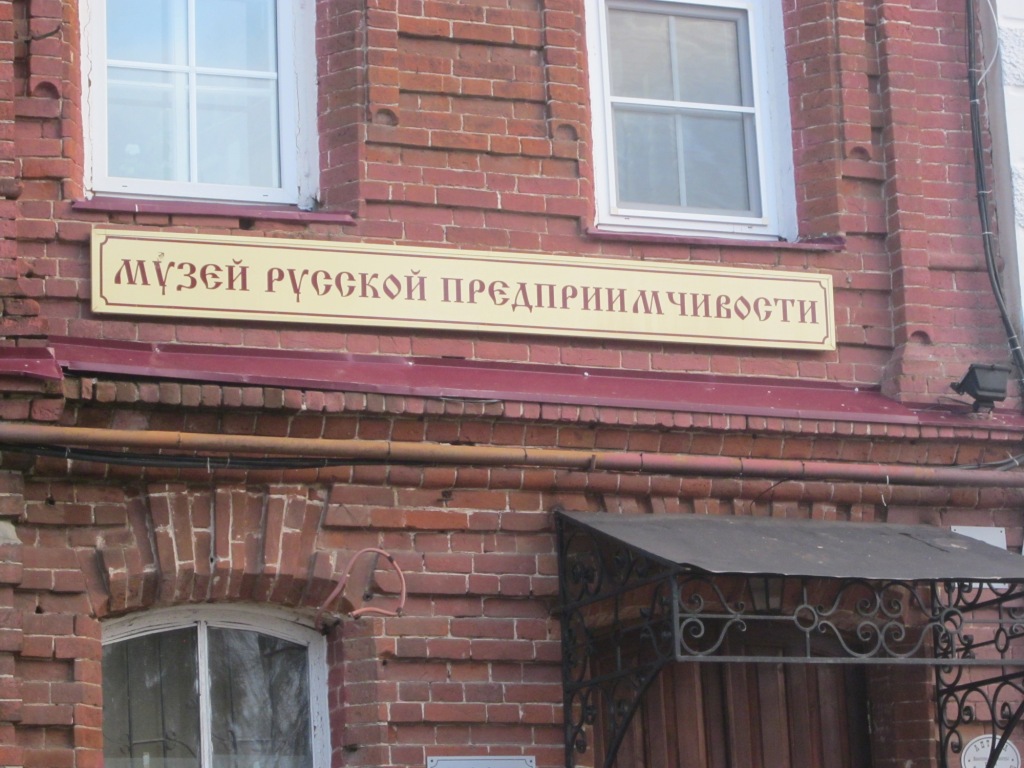 МУЗЕЙ РУССКОЙ ПРЕДПРИИМЧИВОСТИ